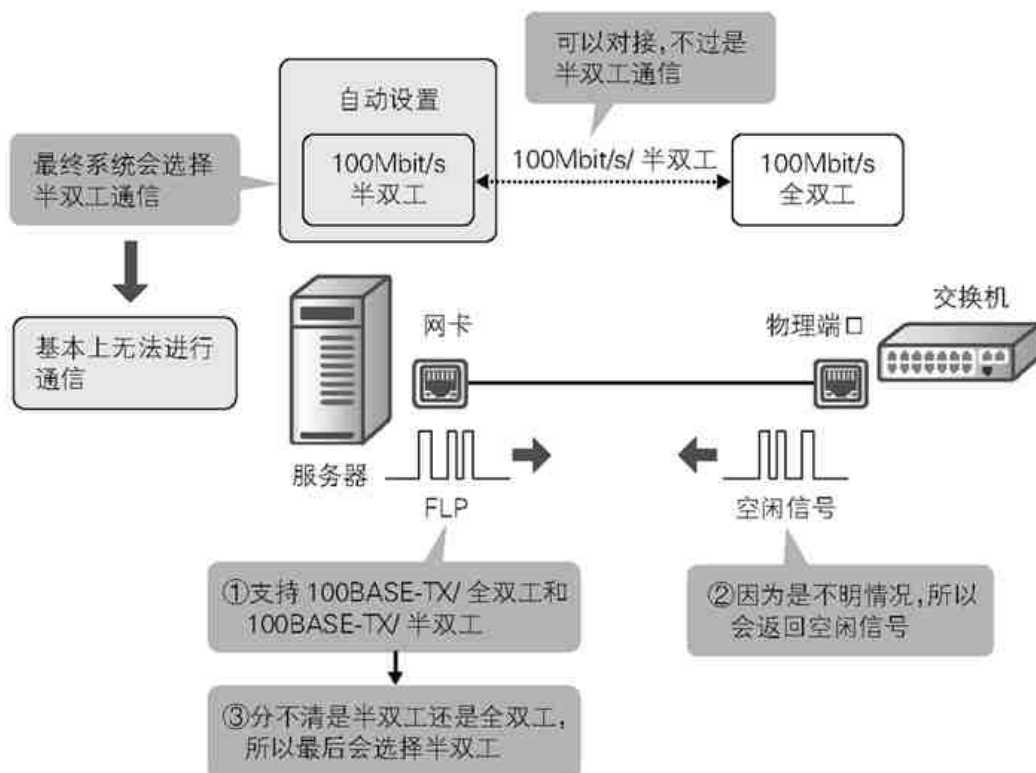 可以对接,不过是
半双工通信
自动设置
最终系统会选择
半双工通信
100Mbit/s
半双工
100Mbit/s/ 半双工
100Mbit/s
全双工
基本上无法进行
通信
网卡
物理端口
交换机
服务器
FLP
空闲信号
①支持 100BASE-TX/ 全双工和
100BASE-TX/ 半双工
②因为是不明情况,所以
会返回空闲信号
③分不清是半双工还是全双工,
所以最后会选择半双工